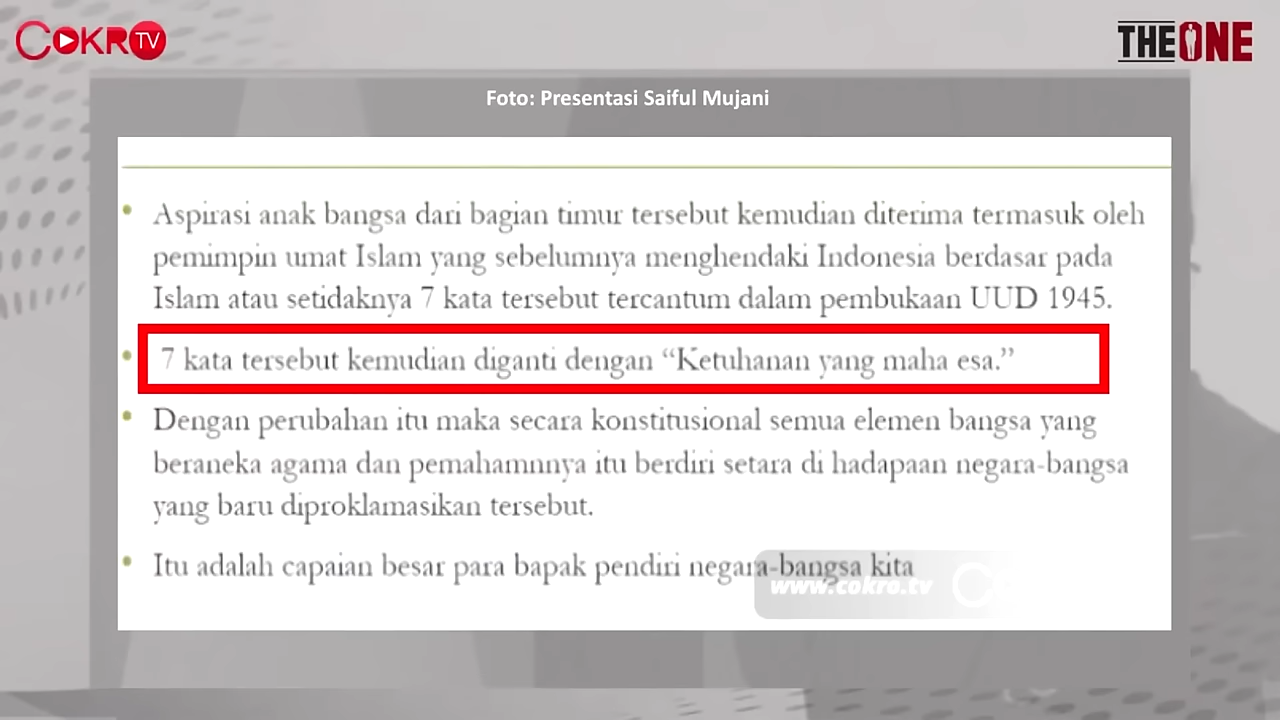 COKRO TV
THE ONE
Foto: Presentasi Saiful Mujani
• Aspirasi anak bangsa dari bagian timur tersebut kemudian diterima termasuk oleh
pemimpin umat Islam yang sebelumnya menghendaki Indonesia berdasar pada
Islam atau setidaknya 7 kata tersebut tercantum dalam pembukaan UUD 1945.
• 7 kata tersebut kemudian diganti dengan “Ketuhanan yang maha esa.”
• Dengan perubahan itu maka secara konstitusional semua elemen bangsa yang
beraneka agama dan pemahamnnya itu berdiri setara di hadapaan negara-bangsa
yang baru diproklamasikan tersebut.
• Itu adalah capaian besar para bapak pendiri negara-bangsa kita
www.cokro.tv